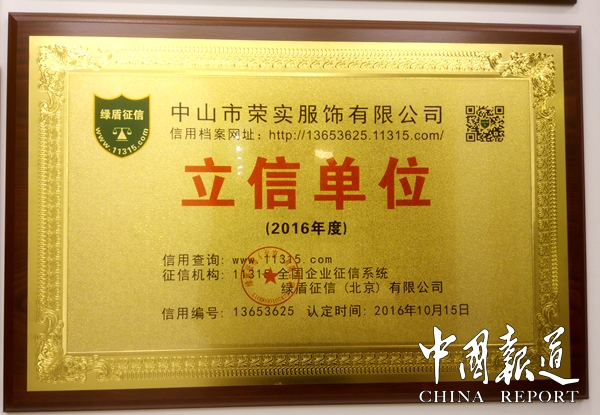 绿盾征信
www.11315.com
中山市荣实服饰有限公司
信用档案网址: http://13653625.11315.com/
立信单位
(2016年度)
信用查询: www.11315.com
征信机构: 11315全国企业征信系统
绿盾征信(北京)有限公司
信用编号: 13653625 认定时间: 2016年10月15日
中國報道
CHINA REPORT